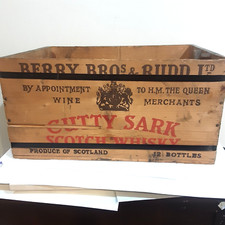 BERRY BROS & RUDD LTD
BY APPOINTMENT TO H.M. THE QUEEN
WINE MERCHANTS
CUTTY SARK
SCOTCH WHISKY
PRODUCE OF SCOTLAND 12 BOTTLES